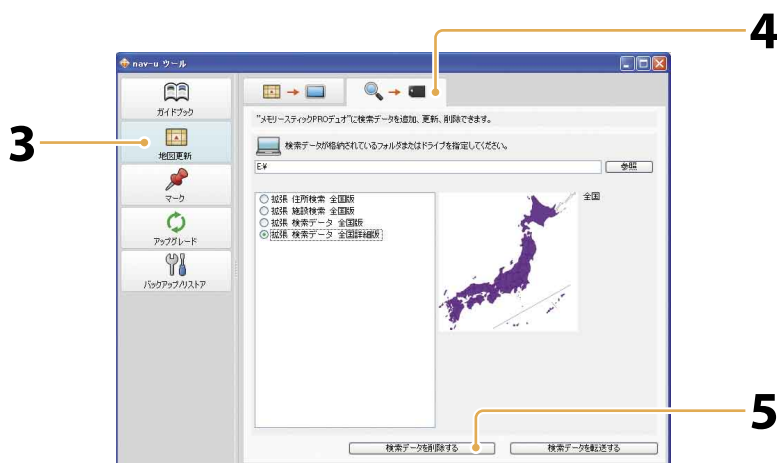 4
nav-u ツール
ガイドブック
3
地図更新
マーク
アップグレード
バックアップ/リストア
"メモリースティックPROデュオ"に検索データを追加、更新、削除できます。
検索データが格納されているフォルダまたはドライブを指定してください。
E¥
参照
拡張 住所検索 全国版
拡張 施設検索 全国版
拡張 検索データ 全国版
拡張 検索データ 全国詳細版
全国
5
検索データを削除する
検索データを転送する